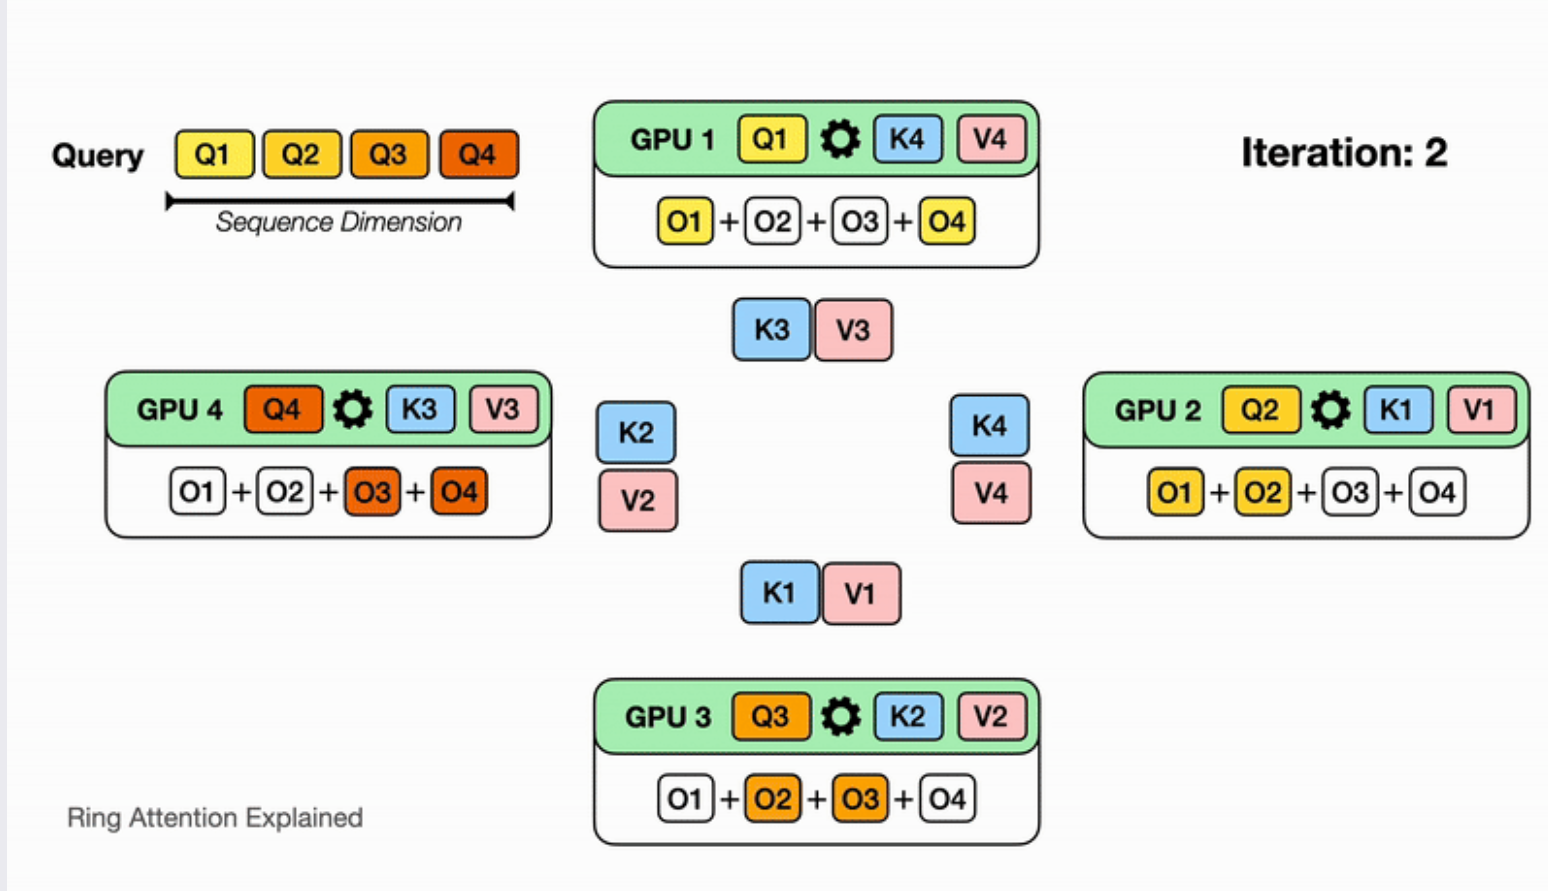 Query Q1 Q2 Q3 Q4
Sequence Dimension
GPU 1 Q1 K4 V4
O1 + O2 + O3 + O4
Iteration: 2
K3 V3
GPU 4 Q4 K3 V3
O1 + O2 + O3 + O4
K2
V2
K4
V4
GPU 2 Q2 K1 V1
O1 + O2 + O3 + O4
K1 V1
GPU 3 Q3 K2 V2
O1 + O2 + O3 + O4
Ring Attention Explained